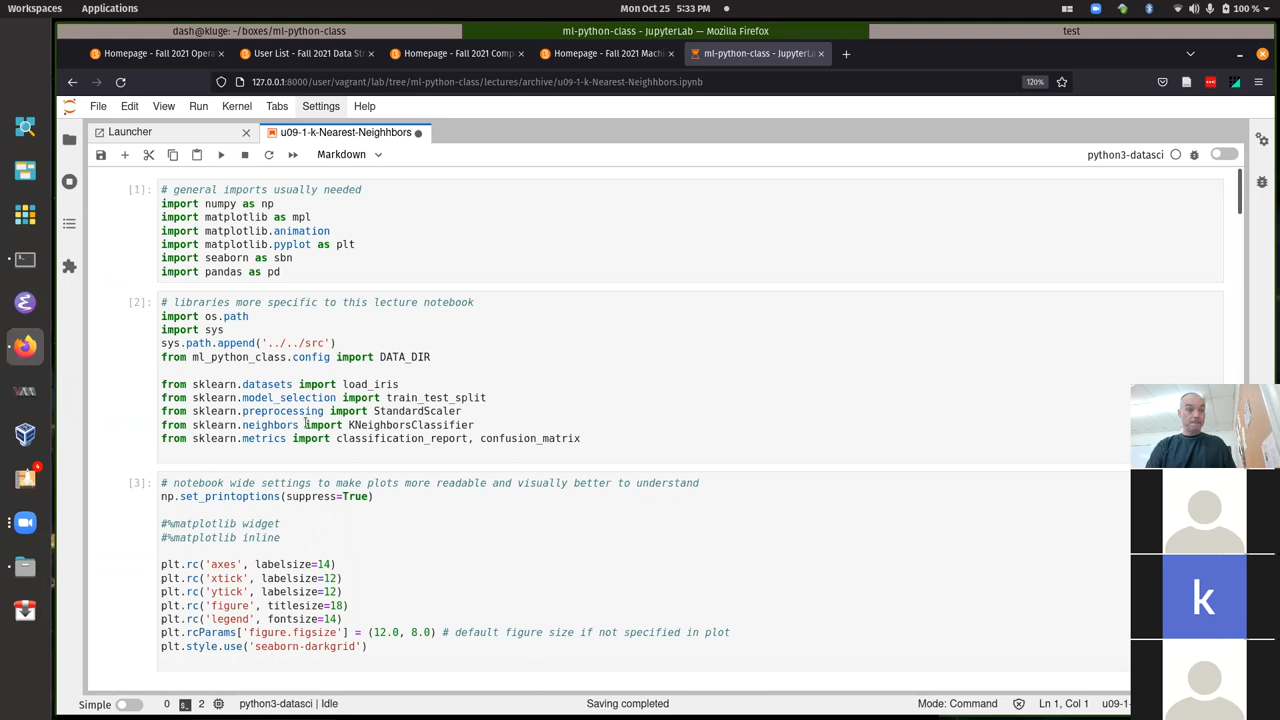 Workspaces
Applications
Mon Oct 25 5:33 PM
100 %
dash@kluge: ~/boxes/ml-python-class
ml-python-class - JupyterLab — Mozilla Firefox
test
Homepage - Fall 2021 Opera
User List - Fall 2021 Data St
Homepage - Fall 2021 Comp
Homepage - Fall 2021 Machi
ml-python-class - JupyterLab
127.0.0.1:8000/user/vagrant/lab/tree/ml-python-class/lectures/archive/u09-1-k-Nearest-Neighhbors.ipynb
120%
File Edit View Run Kernel Tabs Settings Help
Launcher
u09-1-k-Nearest-Neighhbors
Markdown
python3-datasci
[1]:
# general imports usually needed
import numpy as np
import matplotlib as mpl
import matplotlib.animation
import matplotlib.pyplot as plt
import seaborn as sbn
import pandas as pd
[2]:
# libraries more specific to this lecture notebook
import os.path
import sys
sys.path.append('../../src')
from ml_python_class.config import DATA_DIR
from sklearn.datasets import load_iris
from sklearn.model_selection import train_test_split
from sklearn.preprocessing import StandardScaler
from sklearn.neighbors import KNeighborsClassifier
from sklearn.metrics import classification_report, confusion_matrix
[3]:
# notebook wide settings to make plots more readable and visually better to understand
np.set_printoptions(suppress=True)
#%matplotlib widget
#%matplotlib inline
plt.rc('axes', labelsize=14)
plt.rc('xtick', labelsize=12)
plt.rc('ytick', labelsize=12)
plt.rc('figure', titlesize=18)
plt.rc('legend', fontsize=14)
plt.rcParams['figure.figsize'] = (12.0, 8.0) # default figure size if not specified in plot
plt.style.use('seaborn-darkgrid')
k
Simple
0
2
python3-datasci | Idle
Saving completed
Mode: Command
Ln 1, Col 1
u09-1
4